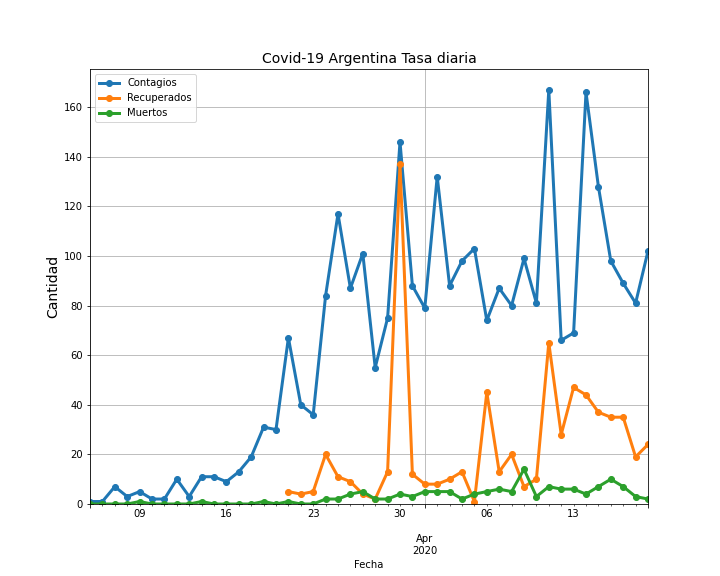 Covid-19 Argentina Tasa diaria
Contagios
Recuperados
Muertos
Cantidad
160
140
120
100
80
60
40
20
0
09 16 23 30 06 13
Apr
2020
Fecha